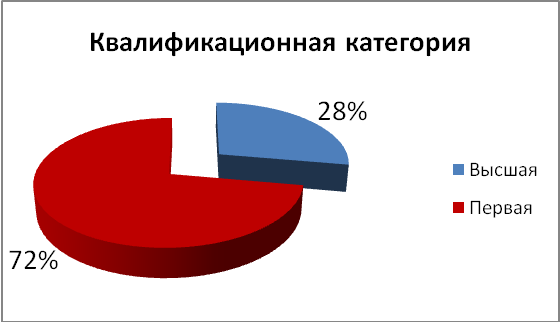 Квалификационная категория
28%
Высшая
Первая
72%